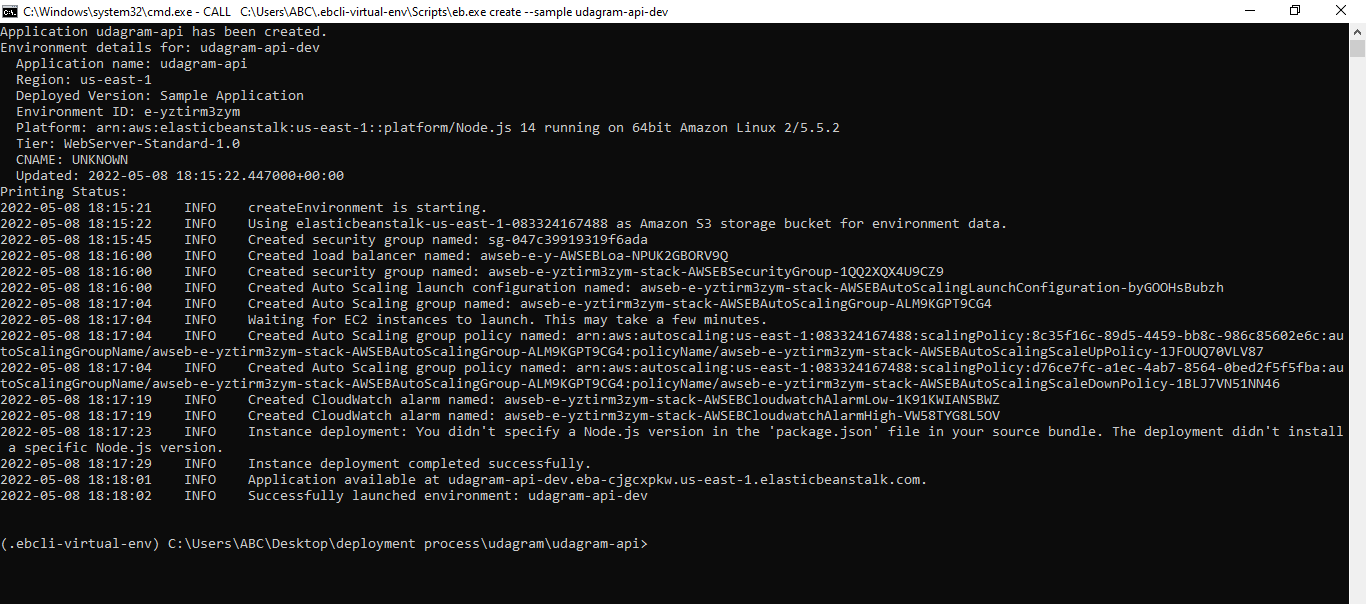 C:\Windows\system32\cmd.exe - CALL C:\Users\ABC\.ebcli-virtual-env\Scripts\eb.exe create --sample udagram-api-dev
Application udagram-api has been created.
Environment details for: udagram-api-dev
  Application name: udagram-api
  Region: us-east-1
  Deployed Version: Sample Application
  Environment ID: e-yztirm3zym
  Platform: arn:aws:elasticbeanstalk:us-east-1::platform/Node.js 14 running on 64bit Amazon Linux 2/5.5.2
  Tier: WebServer-Standard-1.0
  CNAME: UNKNOWN
  Updated: 2022-05-08 18:15:22.447000+00:00
Printing Status:
2022-05-08 18:15:21    INFO    createEnvironment is starting.
2022-05-08 18:15:22    INFO    Using elasticbeanstalk-us-east-1-083324167488 as Amazon S3 storage bucket for environment data.
2022-05-08 18:15:45    INFO    Created security group named: sg-047c39919319f6ada
2022-05-08 18:16:00    INFO    Created load balancer named: awseb-e-y-AWSEBLoa-NPUK2GBORV9Q
2022-05-08 18:16:00    INFO    Created security group named: awseb-e-yztirm3zym-stack-AWSEBSecurityGroup-1QQ2XQX4U9CZ9
2022-05-08 18:16:00    INFO    Created Auto Scaling launch configuration named: awseb-e-yztirm3zym-stack-AWSEBAutoScalingLaunchConfiguration-byGOOHsBubzh
2022-05-08 18:17:04    INFO    Created Auto Scaling group named: awseb-e-yztirm3zym-stack-AWSEBAutoScalingGroup-ALM9KGPT9CG4
2022-05-08 18:17:04    INFO    Waiting for EC2 instances to launch. This may take a few minutes.
2022-05-08 18:17:04    INFO    Created Auto Scaling group policy named: arn:aws:autoscaling:us-east-1:083324167488:scalingPolicy:8c35f16c-89d5-4459-bb8c-986c85602e6c:au
toScalingGroupName/awseb-e-yztirm3zym-stack-AWSEBAutoScalingGroup-ALM9KGPT9CG4:policyName/awseb-e-yztirm3zym-stack-AWSEBAutoScalingScaleUpPolicy-1JFOUQ70VLV87
2022-05-08 18:17:04    INFO    Created Auto Scaling group policy named: arn:aws:autoscaling:us-east-1:083324167488:scalingPolicy:d76ce7fc-a1ec-4ab7-8564-0bed2f5f5fba:au
toScalingGroupName/awseb-e-yztirm3zym-stack-AWSEBAutoScalingGroup-ALM9KGPT9CG4:policyName/awseb-e-yztirm3zym-stack-AWSEBAutoScalingScaleDownPolicy-1BLJ7VN51NN46
2022-05-08 18:17:19    INFO    Created CloudWatch alarm named: awseb-e-yztirm3zym-stack-AWSEBCloudwatchAlarmLow-1K91KWIANSBWZ
2022-05-08 18:17:19    INFO    Created CloudWatch alarm named: awseb-e-yztirm3zym-stack-AWSEBCloudwatchAlarmHigh-VW58TYG8L5OV
2022-05-08 18:17:23    INFO    Instance deployment: You didn't specify a Node.js version in the 'package.json' file in your source bundle. The deployment didn't install
 a specific Node.js version.
2022-05-08 18:17:29    INFO    Instance deployment completed successfully.
2022-05-08 18:18:01    INFO    Application available at udagram-api-dev.eba-cjgcxpkw.us-east-1.elasticbeanstalk.com.
2022-05-08 18:18:02    INFO    Successfully launched environment: udagram-api-dev
(.ebcli-virtual-env) C:\Users\ABC\Desktop\deployment process\udagram\udagram-api>